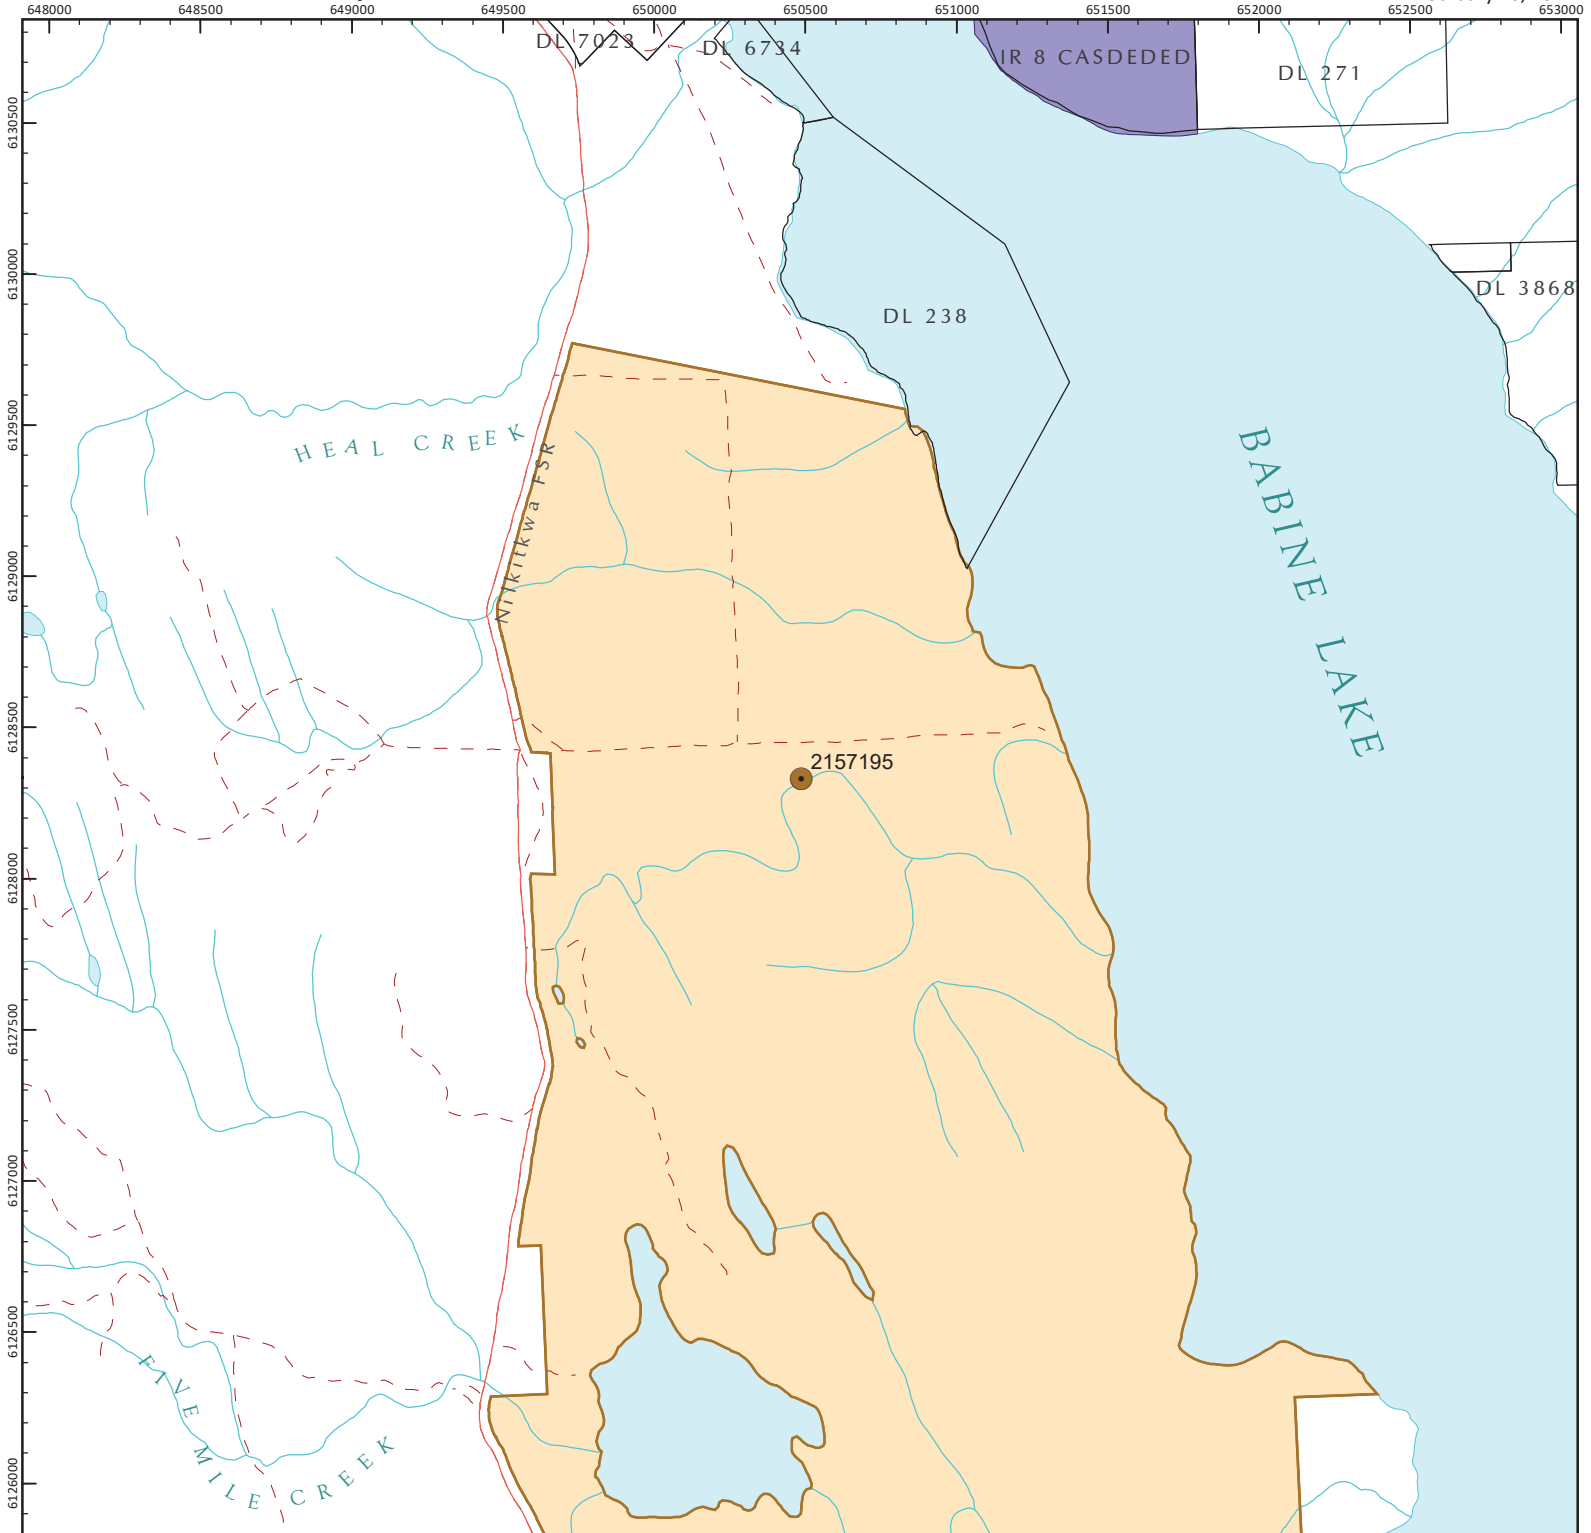 648000 648500 649000 649500 650000 650500 651000 651500 652000 652500 653000
DL 7023
DL 6734
IR 8 CASDEDED
DL 271
6130500
6130000
DL 3868
DL 238
6129500
HEAL CREEK
Nilkitkwa FSR
BABINE LAKE
6129000
6128500
2157195
6128000
6127500
6127000
6126500
FIVE MILE CREEK
6126000